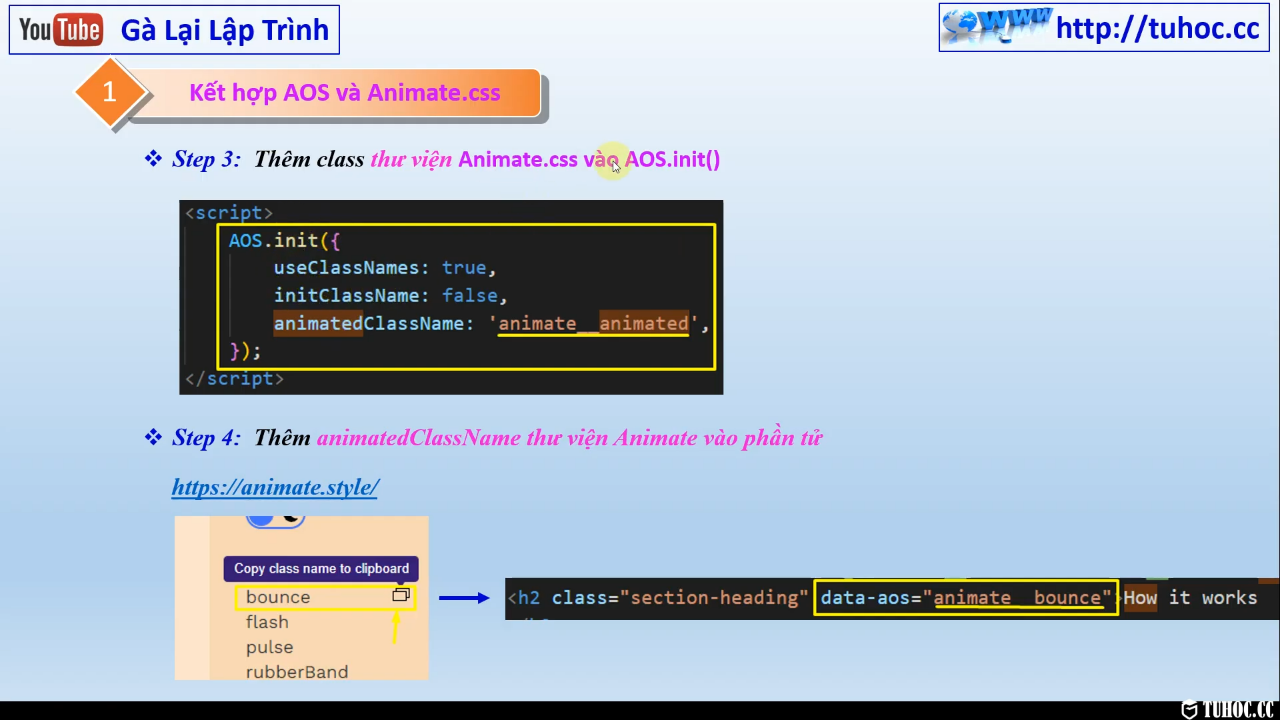 YouTube Gà Lại Lập Trình
WWW http://tuhoc.cc
1 Kết hợp AOS và Animate.css
❖ Step 3: Thêm class thư viện Animate.css vào AOS.init()
<script>
AOS.init({
useClassNames: true,
initClassName: false,
animatedClassName: 'animate__animated',
});
</script>
❖ Step 4: Thêm animatedClassName thư viện Animate vào phần tử
https://animate.style/
Copy class name to clipboard
bounce
flash
pulse
rubberBand
<h2 class="section-heading" data-aos="animate__bounce">How it works
TUHOC.CC